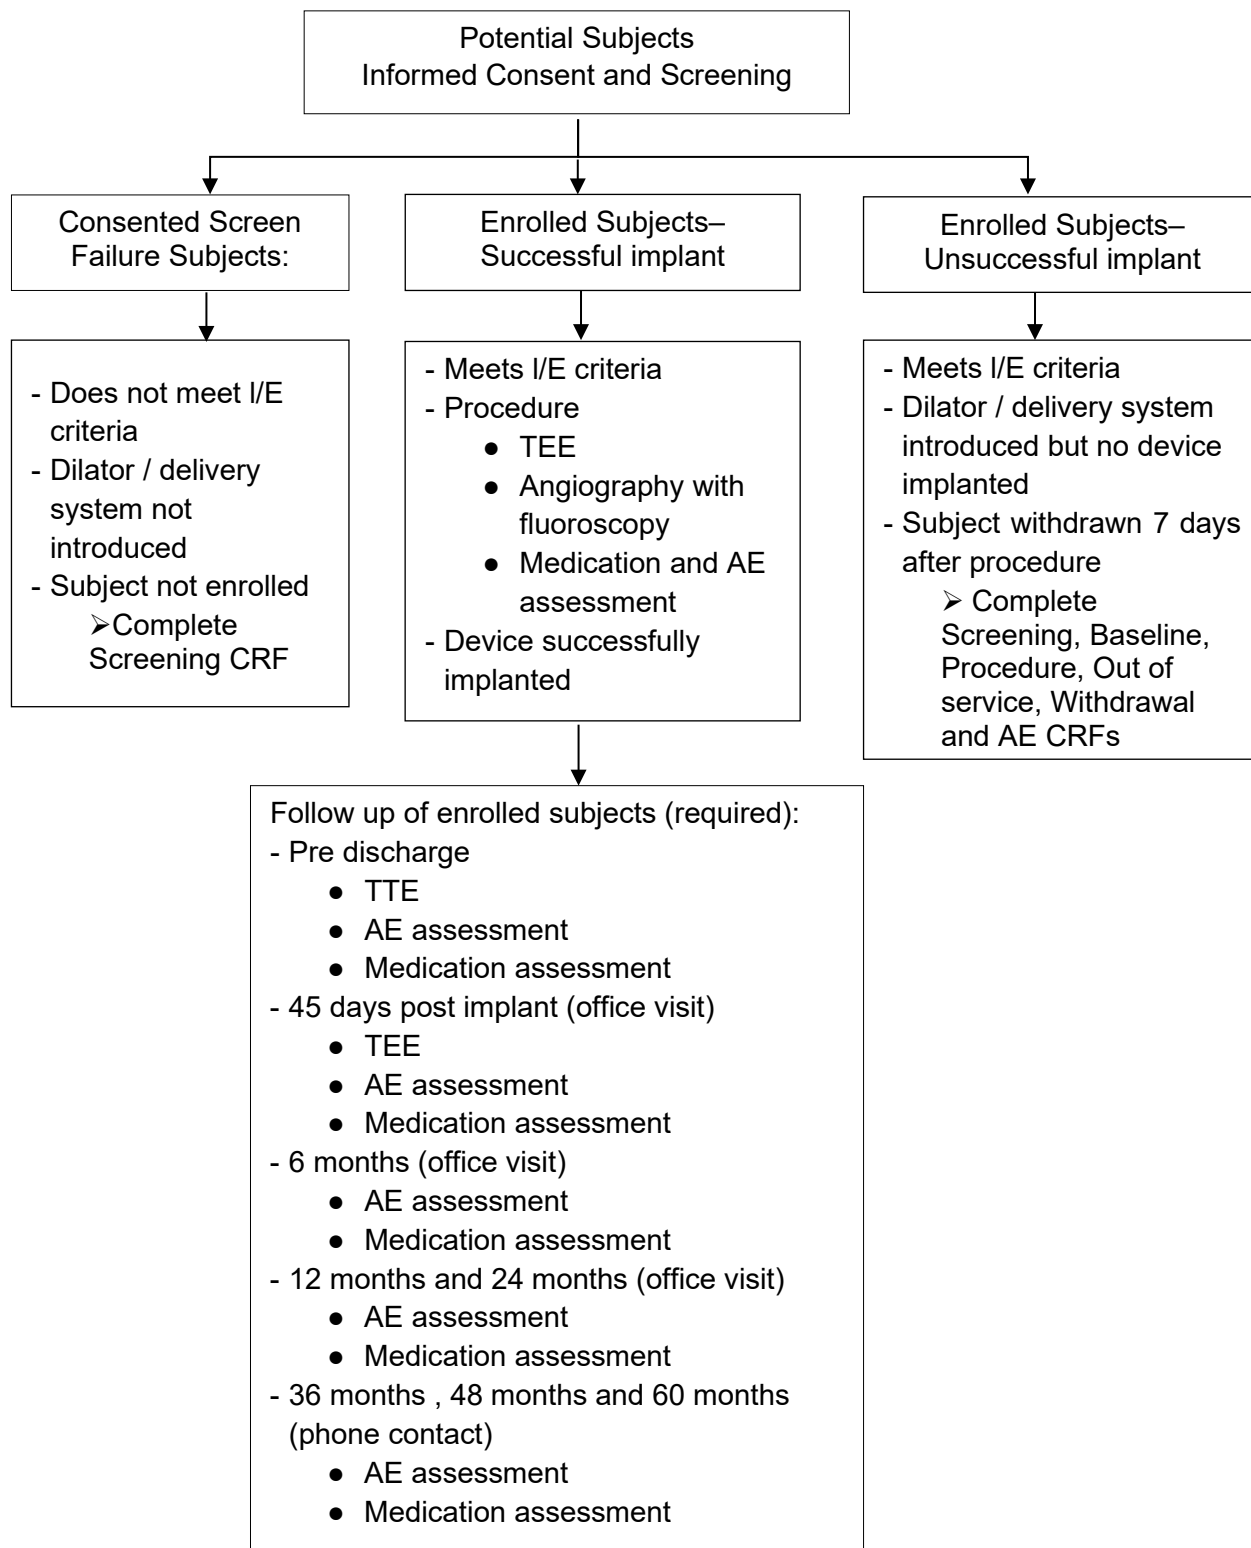 Potential Subjects
Informed Consent and Screening
Consented Screen
Failure Subjects:
Enrolled Subjects–
Successful implant
Enrolled Subjects–
Unsuccessful implant
- Does not meet I/E
criteria
- Dilator / delivery
system not
introduced
- Subject not enrolled
➢Complete
Screening CRF
- Meets I/E criteria
- Procedure
● TEE
● Angiography with
fluoroscopy
● Medication and AE
assessment
- Device successfully
implanted
- Meets I/E criteria
- Dilator / delivery system
introduced but no device
implanted
- Subject withdrawn 7 days
after procedure
➢ Complete
Screening, Baseline,
Procedure, Out of
service, Withdrawal
and AE CRFs
Follow up of enrolled subjects (required):
- Pre discharge
● TTE
● AE assessment
● Medication assessment
- 45 days post implant (office visit)
● TEE
● AE assessment
● Medication assessment
- 6 months (office visit)
● AE assessment
● Medication assessment
- 12 months and 24 months (office visit)
● AE assessment
● Medication assessment
- 36 months , 48 months and 60 months
(phone contact)
● AE assessment
● Medication assessment